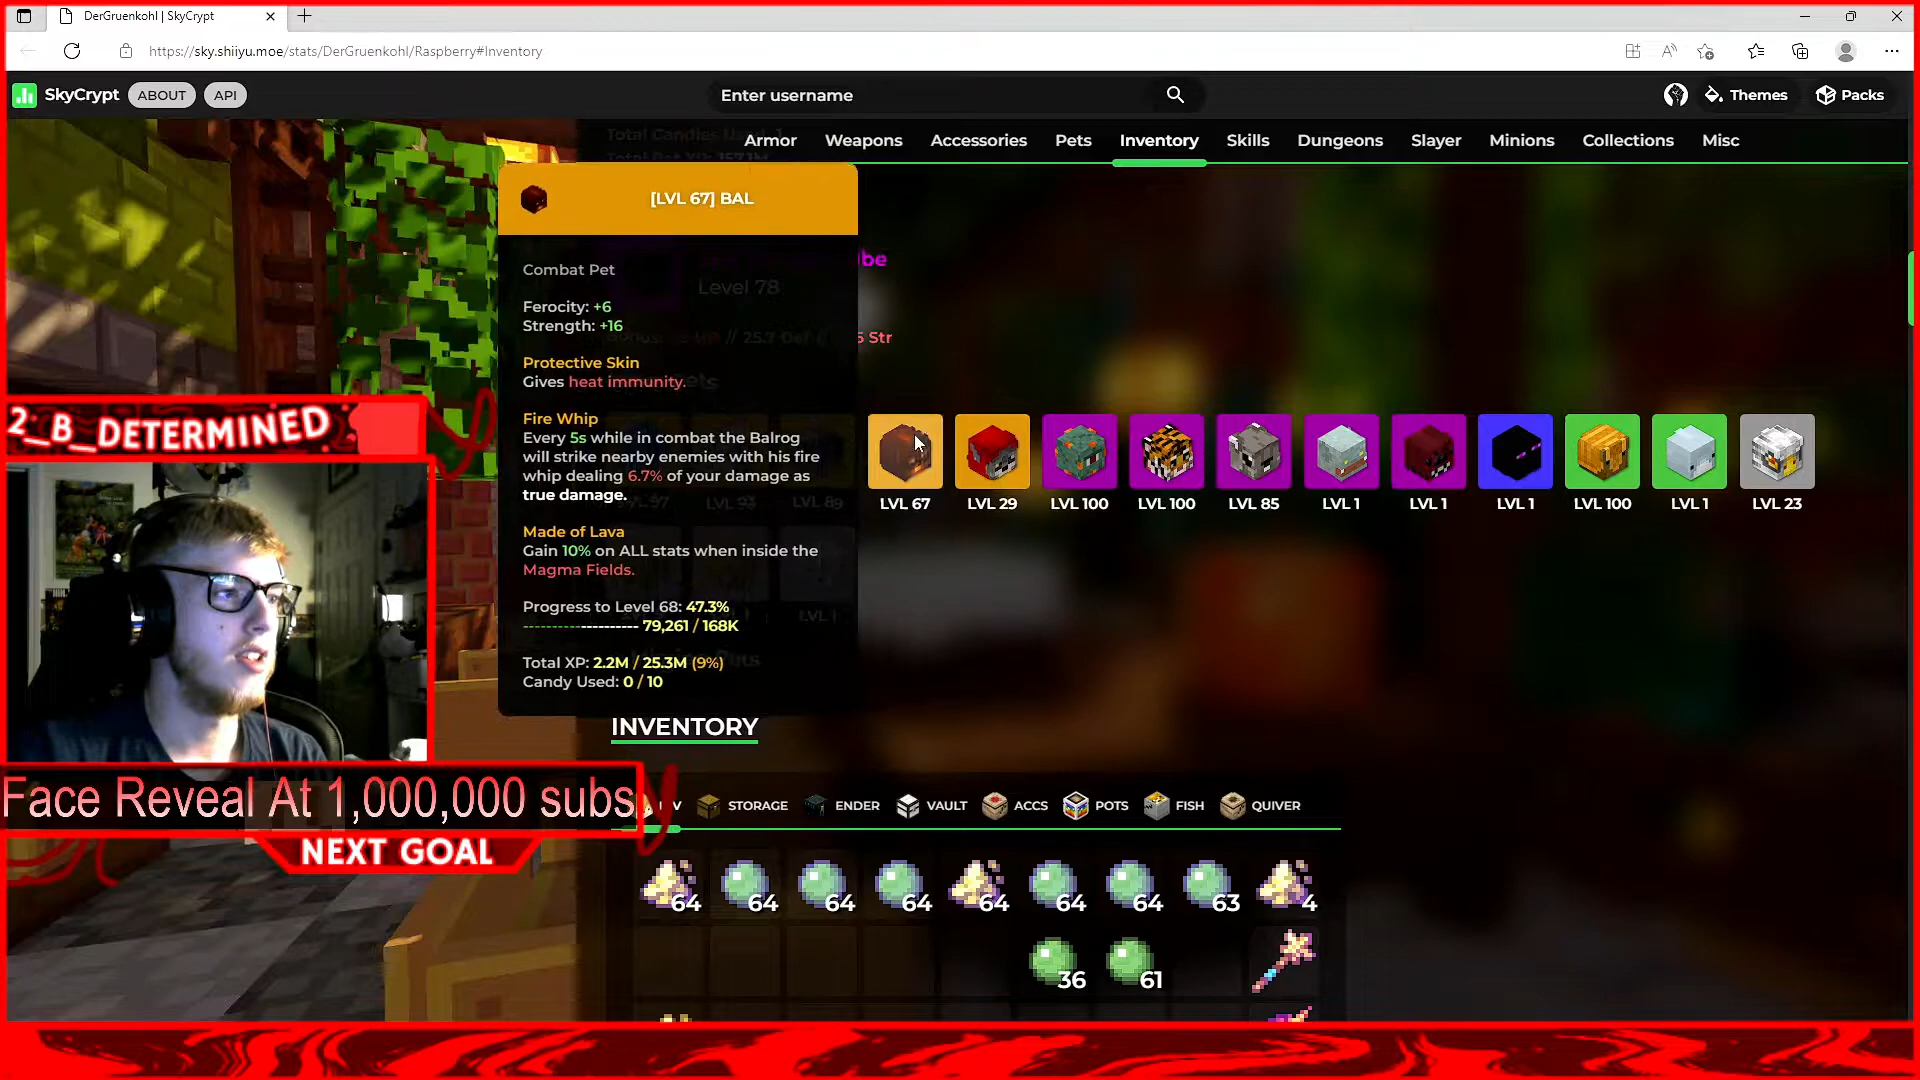 DerGruenkohl | SkyCrypt
https://sky.shiiyu.moe/stats/DerGruenkohl/Raspberry#Inventory
SkyCrypt ABOUT API Enter username Themes Packs
Armor Weapons Accessories Pets Inventory Skills Dungeons Slayer Minions Collections Misc
[LVL 67] BAL
Combat Pet
Level 78
Ferocity: +6
Strength: +16
Str
Protective Skin
Gives heat immunity.
Fire Whip
Every 5s while in combat the Balrog
will strike nearby enemies with his fire
whip dealing 6.7% of your damage as
true damage.
Made of Lava
Gain 10% on ALL stats when inside the
Magma Fields.
Progress to Level 68: 47.3%
-------------------- 79,261 / 168K
Total XP: 2.2M / 25.3M (9%)
Candy Used: 0 / 10
LVL 67 LVL 29 LVL 100 LVL 100 LVL 85 LVL 1 LVL 1 LVL 1 LVL 100 LVL 1 LVL 23
2_B_DETERMINED
INVENTORY
Face Reveal At 1,000,000 subs
NEXT GOAL
STORAGE ENDER VAULT ACCS POTS FISH QUIVER
64 64 64 64 64 64 64 63 4
36 61